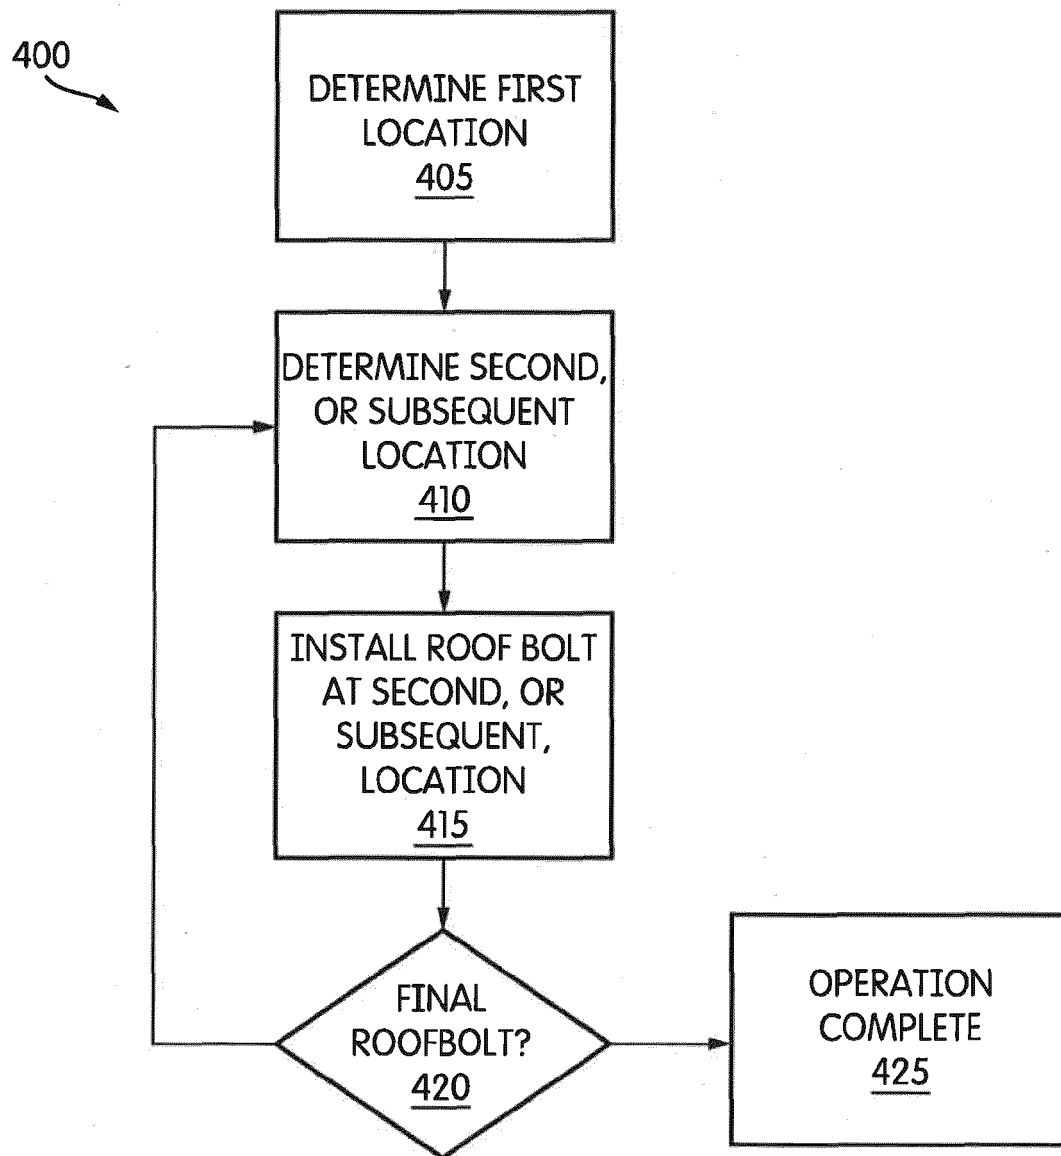 400
DETERMINE FIRST
LOCATION
405
DETERMINE SECOND,
OR SUBSEQUENT
LOCATION
410
INSTALL ROOF BOLT
AT SECOND, OR
SUBSEQUENT,
LOCATION
415
FINAL
ROOFBOLT?
420
OPERATION
COMPLETE
425